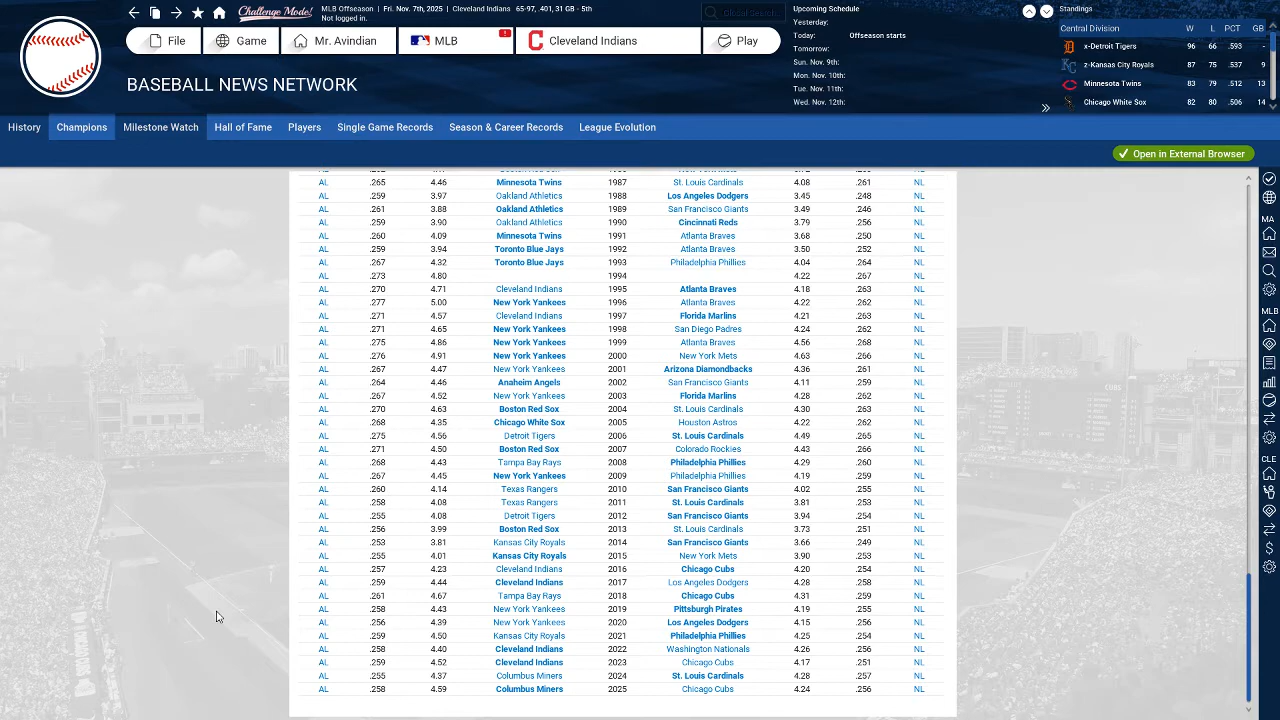 Challenge Mode!
MLB Offseason | Fri. Nov. 7th, 2025 | Cleveland Indians 65-97, .401, 31 GB - 5th
Not logged in.
Global Search...
File
Game
Mr. Avindian
MLB
Cleveland Indians
Play
BASEBALL NEWS NETWORK
Upcoming Schedule
Yesterday:
Today: Offseason starts
Tomorrow:
Sun. Nov. 9th:
Mon. Nov. 10th:
Tue. Nov. 11th:
Wed. Nov. 12th:
Standings
Central Division W L PCT GB
x-Detroit Tigers 96 66 .593 -
z-Kansas City Royals 87 75 .537 9
Minnesota Twins 83 79 .512 13
Chicago White Sox 82 80 .506 14
History Champions Milestone Watch Hall of Fame Players Single Game Records Season & Career Records League Evolution
Open in External Browser
AL .265 4.46 Minnesota Twins 1987 St. Louis Cardinals 4.08 .261 NL
AL .259 3.97 Oakland Athletics 1988 Los Angeles Dodgers 3.45 .248 NL
AL .261 3.88 Oakland Athletics 1989 San Francisco Giants 3.49 .246 NL
AL .259 3.90 Oakland Athletics 1990 Cincinnati Reds 3.79 .256 NL
AL .260 4.09 Minnesota Twins 1991 Atlanta Braves 3.68 .250 NL
AL .259 3.94 Toronto Blue Jays 1992 Atlanta Braves 3.50 .252 NL
AL .267 4.32 Toronto Blue Jays 1993 Philadelphia Phillies 4.04 .264 NL
AL .273 4.80 1994 4.22 .267 NL
AL .270 4.71 Cleveland Indians 1995 Atlanta Braves 4.18 .263 NL
AL .277 5.00 New York Yankees 1996 Atlanta Braves 4.22 .262 NL
AL .271 4.57 Cleveland Indians 1997 Florida Marlins 4.21 .263 NL
AL .271 4.65 New York Yankees 1998 San Diego Padres 4.24 .262 NL
AL .275 4.86 New York Yankees 1999 Atlanta Braves 4.56 .268 NL
AL .276 4.91 New York Yankees 2000 New York Mets 4.63 .266 NL
AL .267 4.47 New York Yankees 2001 Arizona Diamondbacks 4.36 .261 NL
AL .264 4.46 Anaheim Angels 2002 San Francisco Giants 4.11 .259 NL
AL .267 4.52 New York Yankees 2003 Florida Marlins 4.28 .262 NL
AL .270 4.63 Boston Red Sox 2004 St. Louis Cardinals 4.30 .263 NL
AL .268 4.35 Chicago White Sox 2005 Houston Astros 4.22 .262 NL
AL .275 4.56 Detroit Tigers 2006 St. Louis Cardinals 4.49 .265 NL
AL .271 4.50 Boston Red Sox 2007 Colorado Rockies 4.43 .266 NL
AL .268 4.43 Tampa Bay Rays 2008 Philadelphia Phillies 4.29 .260 NL
AL .267 4.45 New York Yankees 2009 Philadelphia Phillies 4.19 .259 NL
AL .260 4.14 Texas Rangers 2010 San Francisco Giants 4.02 .255 NL
AL .258 4.08 Texas Rangers 2011 St. Louis Cardinals 3.81 .253 NL
AL .255 4.08 Detroit Tigers 2012 San Francisco Giants 3.94 .254 NL
AL .256 3.99 Boston Red Sox 2013 St. Louis Cardinals 3.73 .251 NL
AL .253 3.81 Kansas City Royals 2014 San Francisco Giants 3.66 .249 NL
AL .255 4.01 Kansas City Royals 2015 New York Mets 3.90 .253 NL
AL .257 4.23 Cleveland Indians 2016 Chicago Cubs 4.20 .254 NL
AL .259 4.44 Cleveland Indians 2017 Los Angeles Dodgers 4.28 .258 NL
AL .261 4.67 Tampa Bay Rays 2018 Chicago Cubs 4.31 .259 NL
AL .258 4.43 New York Yankees 2019 Pittsburgh Pirates 4.19 .255 NL
AL .256 4.39 New York Yankees 2020 Los Angeles Dodgers 4.15 .256 NL
AL .259 4.50 Kansas City Royals 2021 Philadelphia Phillies 4.25 .254 NL
AL .258 4.40 Cleveland Indians 2022 Washington Nationals 4.26 .256 NL
AL .259 4.52 Cleveland Indians 2023 Chicago Cubs 4.17 .251 NL
AL .255 4.37 Columbus Miners 2024 St. Louis Cardinals 4.28 .257 NL
AL .258 4.59 Columbus Miners 2025 Chicago Cubs 4.24 .256 NL
MA
MLB
CLE